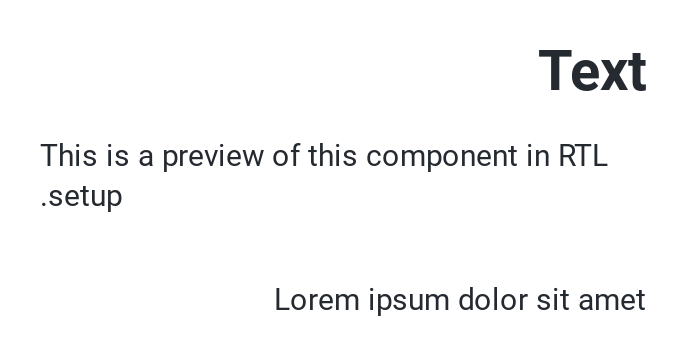 Text
This is a preview of this component in RTL
.setup
Lorem ipsum dolor sit amet